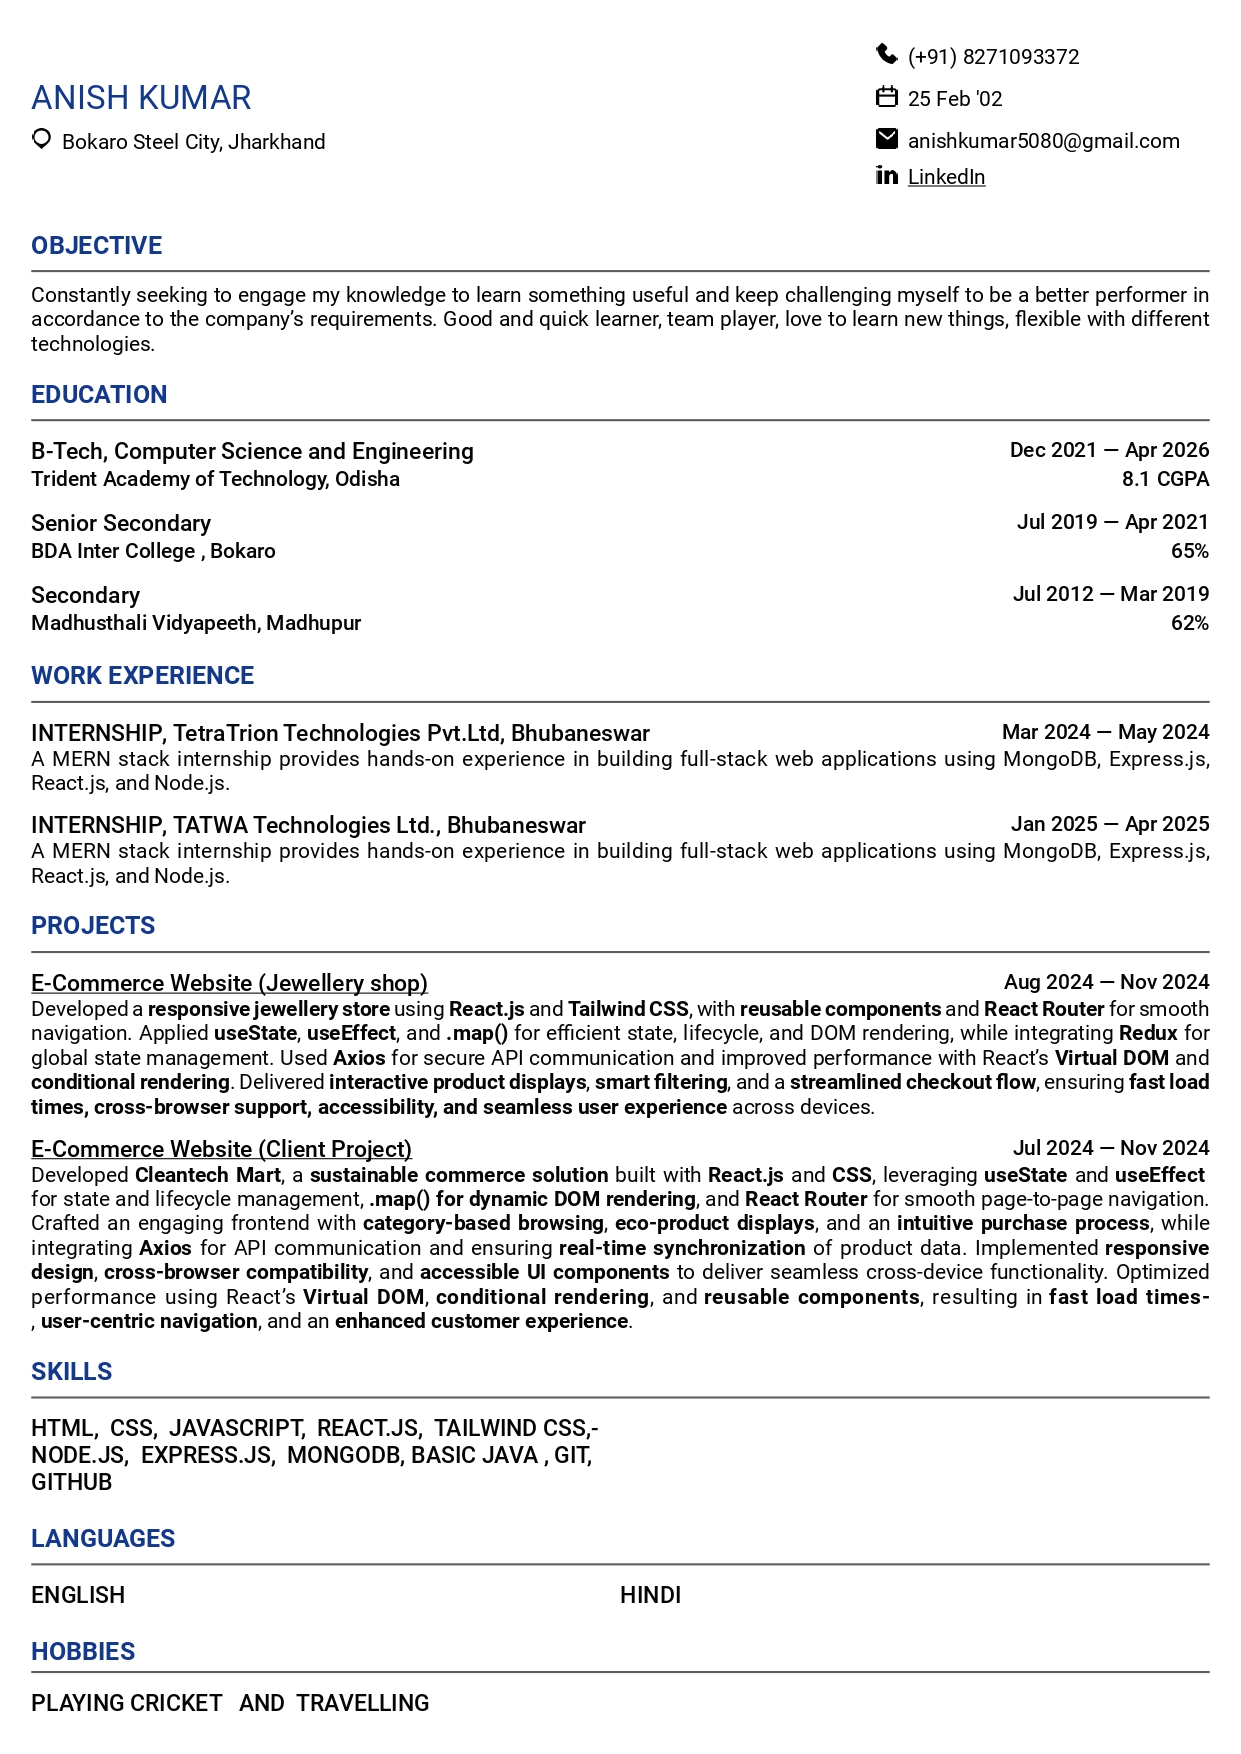 ANISH KUMAR
Bokaro Steel City, Jharkhand
(+91) 8271093372
25 Feb '02
anishkumar5080@gmail.com
LinkedIn
OBJECTIVE
Constantly seeking to engage my knowledge to learn something useful and keep challenging myself to be a better performer in
accordance to the company’s requirements. Good and quick learner, team player, love to learn new things, flexible with different
technologies.
EDUCATION
B-Tech, Computer Science and Engineering Dec 2021 — Apr 2026
Trident Academy of Technology, Odisha 8.1 CGPA
Senior Secondary Jul 2019 — Apr 2021
BDA Inter College , Bokaro 65%
Secondary Jul 2012 — Mar 2019
Madhusthali Vidyapeeth, Madhupur 62%
WORK EXPERIENCE
INTERNSHIP, TetraTrion Technologies Pvt.Ltd, Bhubaneswar Mar 2024 — May 2024
A MERN stack internship provides hands-on experience in building full-stack web applications using MongoDB, Express.js,
React.js, and Node.js.
INTERNSHIP, TATWA Technologies Ltd., Bhubaneswar Jan 2025 — Apr 2025
A MERN stack internship provides hands-on experience in building full-stack web applications using MongoDB, Express.js,
React.js, and Node.js.
PROJECTS
E-Commerce Website (Jewellery shop) Aug 2024 — Nov 2024
Developed a responsive jewellery store using React.js and Tailwind CSS, with reusable components and React Router for smooth
navigation. Applied useState, useEffect, and .map() for efficient state, lifecycle, and DOM rendering, while integrating Redux for
global state management. Used Axios for secure API communication and improved performance with React’s Virtual DOM and
conditional rendering. Delivered interactive product displays, smart filtering, and a streamlined checkout flow, ensuring fast load
times, cross-browser support, accessibility, and seamless user experience across devices.
E-Commerce Website (Client Project) Jul 2024 — Nov 2024
Developed Cleantech Mart, a sustainable commerce solution built with React.js and CSS, leveraging useState and useEffect
for state and lifecycle management, .map() for dynamic DOM rendering, and React Router for smooth page-to-page navigation.
Crafted an engaging frontend with category-based browsing, eco-product displays, and an intuitive purchase process, while
integrating Axios for API communication and ensuring real-time synchronization of product data. Implemented responsive
design, cross-browser compatibility, and accessible UI components to deliver seamless cross-device functionality. Optimized
performance using React’s Virtual DOM, conditional rendering, and reusable components, resulting in fast load times-
, user-centric navigation, and an enhanced customer experience.
SKILLS
HTML, CSS, JAVASCRIPT, REACT.JS, TAILWIND CSS,-
NODE.JS, EXPRESS.JS, MONGODB, BASIC JAVA , GIT,
GITHUB
LANGUAGES
ENGLISH HINDI
HOBBIES
PLAYING CRICKET AND TRAVELLING